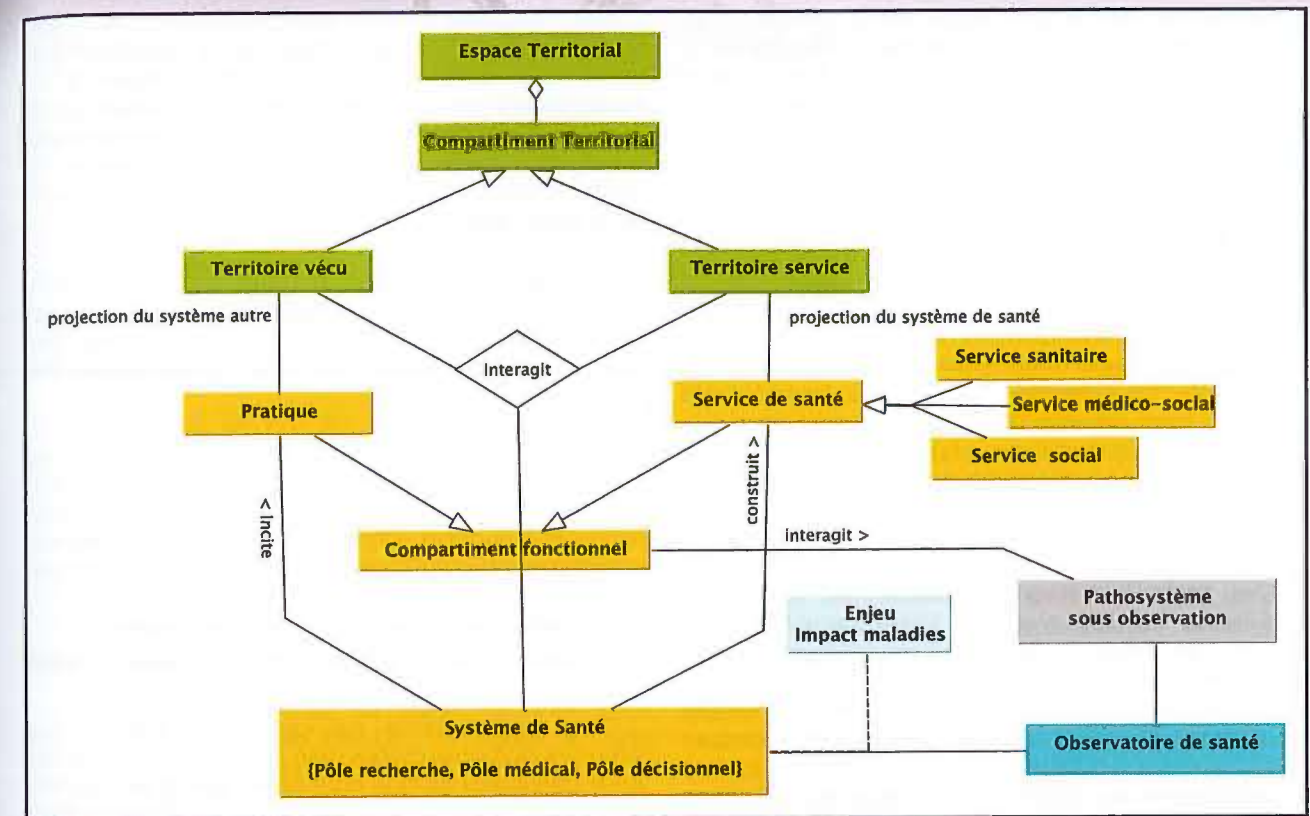 Espace Territorial
Compartiment Territorial
Territoire vécu
Territoire service
projection du système autre
projection du système de santé
Interagit
Service sanitaire
Service de santé
Service médico-social
Pratique
Service social
< Incite
construit >
Compartiment fonctionnel
interagit >
Pathosystème
sous observation
Enjeu
Impact maladies
Système de Santé
{Pôle recherche, Pôle médical, Pôle décisionnel}
Observatoire de santé